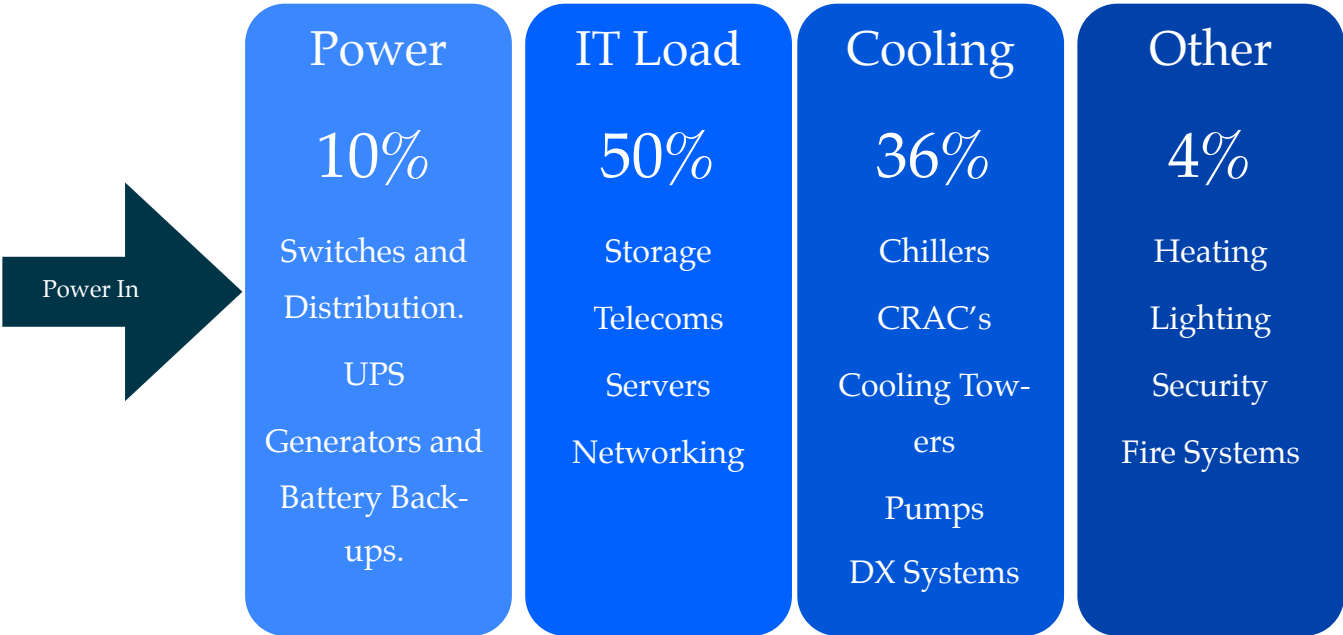 Power In
Power
10%
Switches and
Distribution.
UPS
Generators and
Battery Back-
ups.
IT Load
50%
Storage
Telecoms
Servers
Networking
Cooling
36%
Chillers
CRAC’s
Cooling Tow-
ers
Pumps
DX Systems
Other
4%
Heating
Lighting
Security
Fire Systems